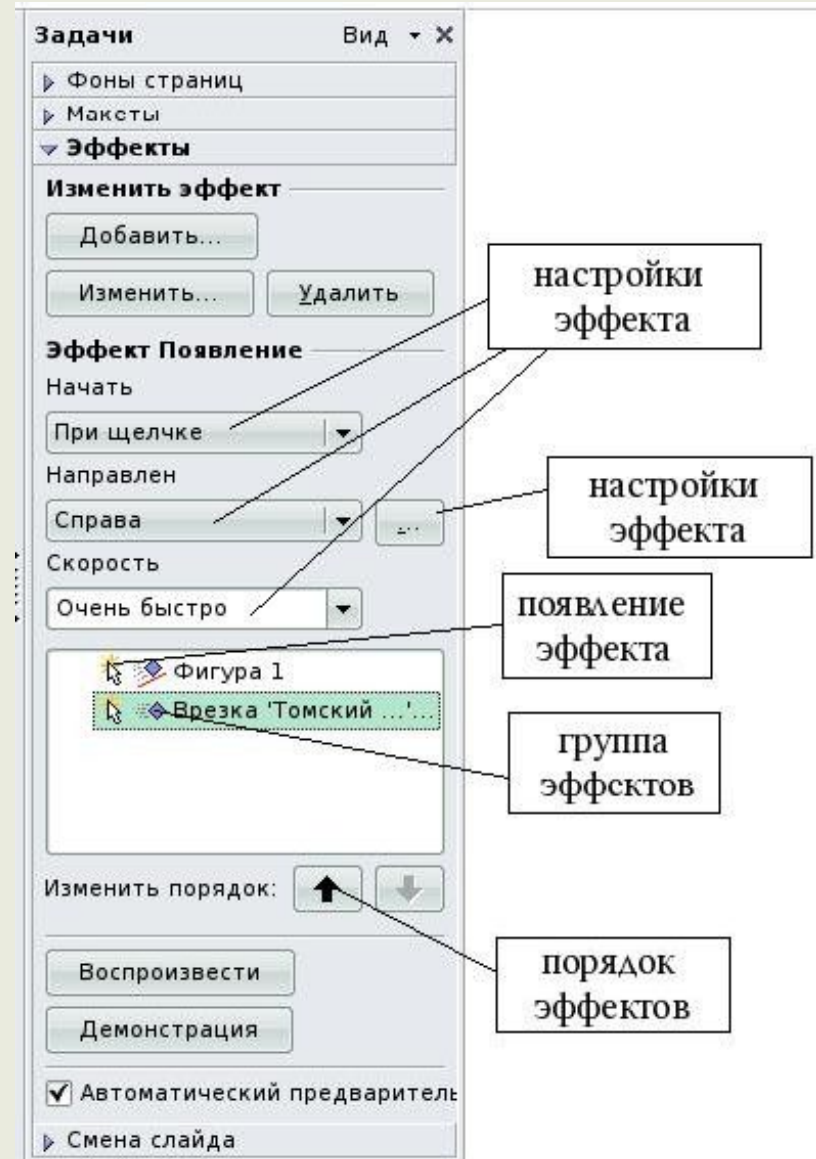 Задачи Вид
Фоны страниц
Макеты
Эффекты
Изменить эффект
Добавить...
Изменить... Удалить
Эффект Появление
Начать
При щелчке
Направлен
Справа ...
Скорость
Очень быстро
Фигура 1
Врезка 'Томский ...'...
Изменить порядок:
Воспроизвести
Демонстрация
Автоматический предваритель
Смена слайда
настройки
эффекта
настройки
эффекта
появление
эффекта
группа
эффектов
порядок
эффектов